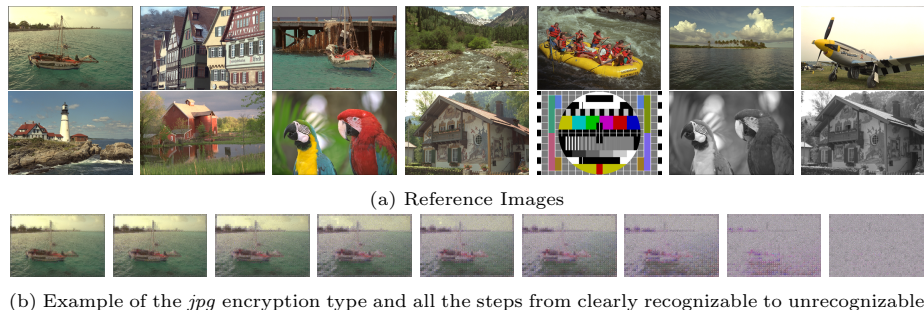 (a) Reference Images
(b) Example of the jpg encryption type and all the steps from clearly recognizable to unrecognizable